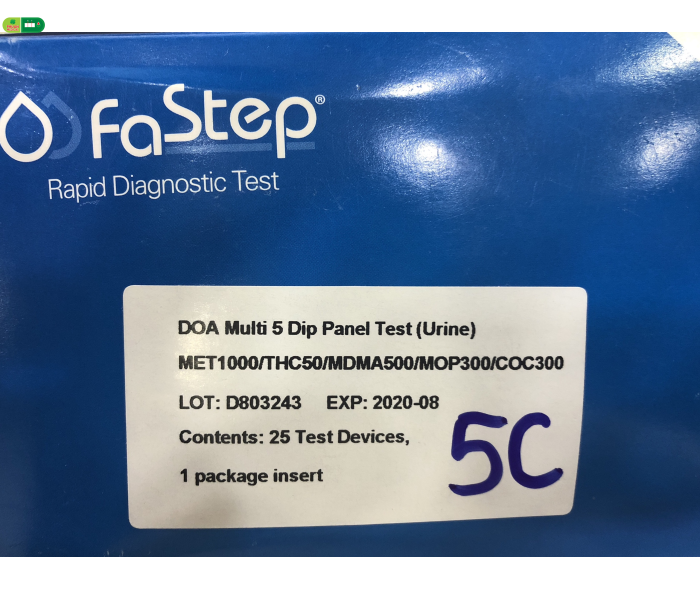 FaStep®
Rapid Diagnostic Test
DOA Multi 5 Dip Panel Test (Urine)
MET1000/THC50/MDMA500/MOP300/COC300
LOT: D803243 EXP: 2020-08
Contents: 25 Test Devices,
5C
1 package insert